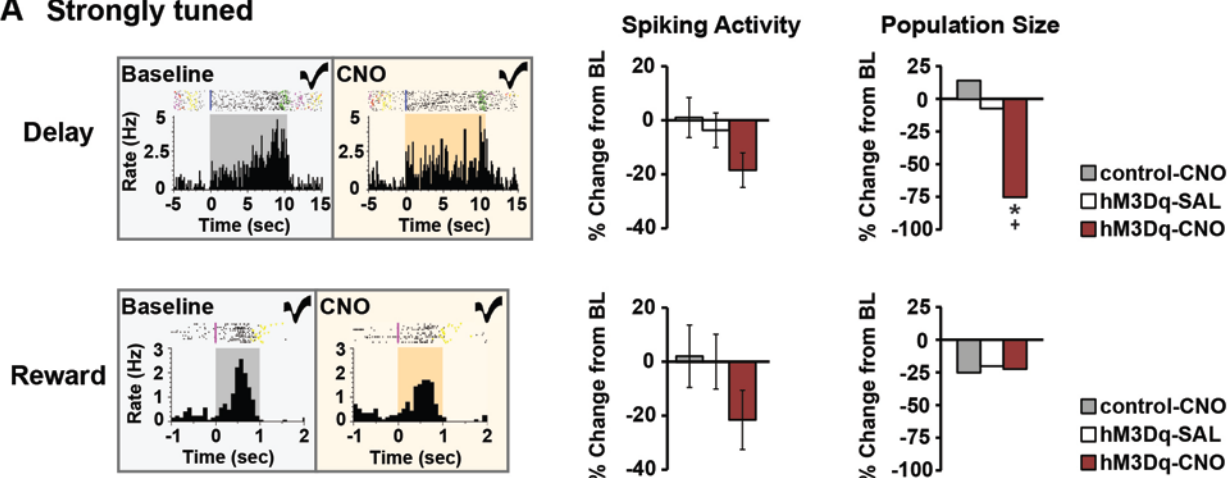 A Strongly tuned
Spiking Activity
Population Size
Delay
Baseline
Rate (Hz)
5
2.5
0
-5 0 5 10 15
Time (sec)
CNO
5
2.5
0
-5 0 5 10 15
Time (sec)
% Change from BL
20
0
-20
-40
% Change from BL
25
0
-25
-50
-75
-100
*
+
control-CNO
hM3Dq-SAL
hM3Dq-CNO
Reward
Baseline
Rate (Hz)
3
2
1
0
-1 0 1 2
Time (sec)
CNO
3
2
1
0
-1 0 1 2
Time (sec)
% Change from BL
20
0
-20
-40
% Change from BL
25
0
-25
-50
-75
-100
control-CNO
hM3Dq-SAL
hM3Dq-CNO